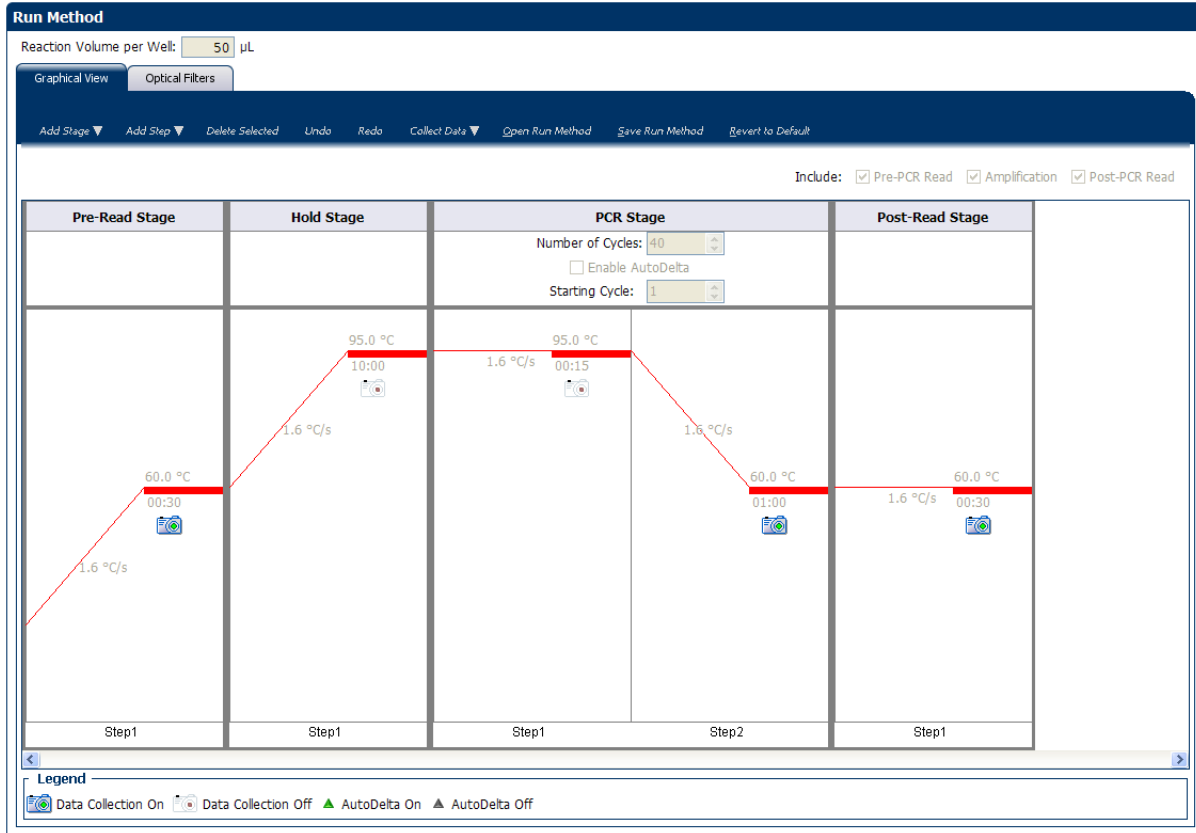 Run Method
Reaction Volume per Well: 50 µL
Graphical View Optical Filters
Add Stage ▼ Add Step ▼ Delete Selected Undo Redo Collect Data ▼ Open Run Method Save Run Method Revert to Default
Include: Pre-PCR Read Amplification Post-PCR Read
Pre-Read Stage Hold Stage PCR Stage Post-Read Stage
Number of Cycles: 40
Enable AutoDelta
Starting Cycle: 1
95.0 °C 95.0 °C
1.6 °C/s
10:00 00:15
1.6 °C/s 1.6 °C/s
60.0 °C 60.0 °C 60.0 °C
1.6 °C/s
00:30 01:00 00:30
1.6 °C/s
Step1 Step1 Step1 Step2 Step1
Legend
Data Collection On Data Collection Off AutoDelta On AutoDelta Off